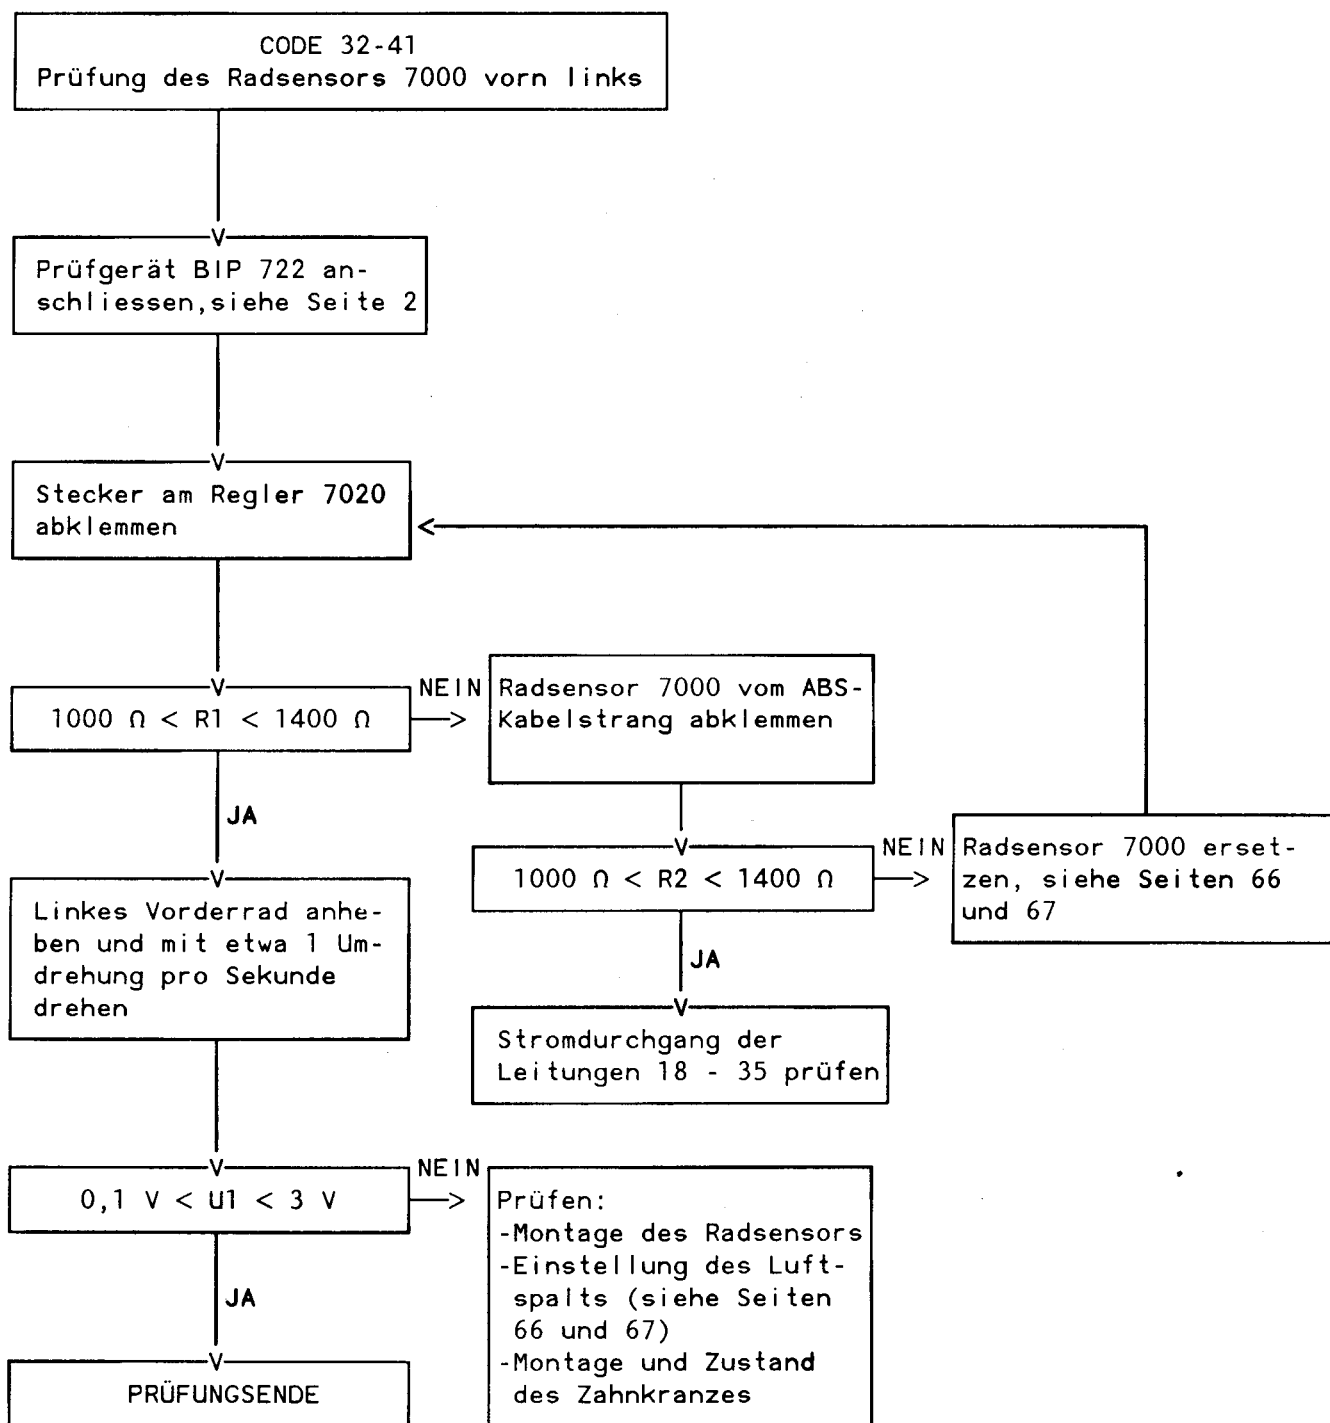 CODE 32-41
Prüfung des Radsensors 7000 vorn links
Prüfgerät BIP 722 an-
schliessen,siehe Seite 2
Stecker am Regler 7020
abklemmen
1000 Ω < R1 < 1400 Ω
NEIN
Radsensor 7000 vom ABS-
Kabelstrang abklemmen
JA
1000 Ω < R2 < 1400 Ω
NEIN
Radsensor 7000 erset-
zen, siehe Seiten 66
und 67
Linkes Vorderrad anhe-
ben und mit etwa 1 Um-
drehung pro Sekunde
drehen
JA
Stromdurchgang der
Leitungen 18 - 35 prüfen
0,1 V < U1 < 3 V
NEIN
Prüfen:
-Montage des Radsensors
-Einstellung des Luft-
spalts (siehe Seiten
66 und 67)
-Montage und Zustand
des Zahnkranzes
JA
PRÜFUNGSENDE